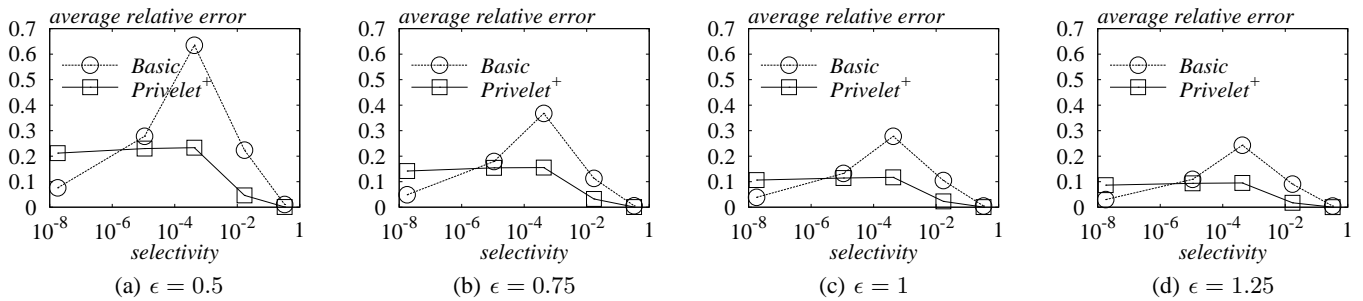 average relative error
0.7
0.6
0.5
0.4
0.3
0.2
0.1
0
Basic
Privelet+
10-8 10-6 10-4 10-2 1
selectivity
(a) ϵ = 0.5
average relative error
0.7
0.6
0.5
0.4
0.3
0.2
0.1
0
Basic
Privelet+
10-8 10-6 10-4 10-2 1
selectivity
(b) ϵ = 0.75
average relative error
0.7
0.6
0.5
0.4
0.3
0.2
0.1
0
Basic
Privelet+
10-8 10-6 10-4 10-2 1
selectivity
(c) ϵ = 1
average relative error
0.7
0.6
0.5
0.4
0.3
0.2
0.1
0
Basic
Privelet+
10-8 10-6 10-4 10-2 1
selectivity
(d) ϵ = 1.25